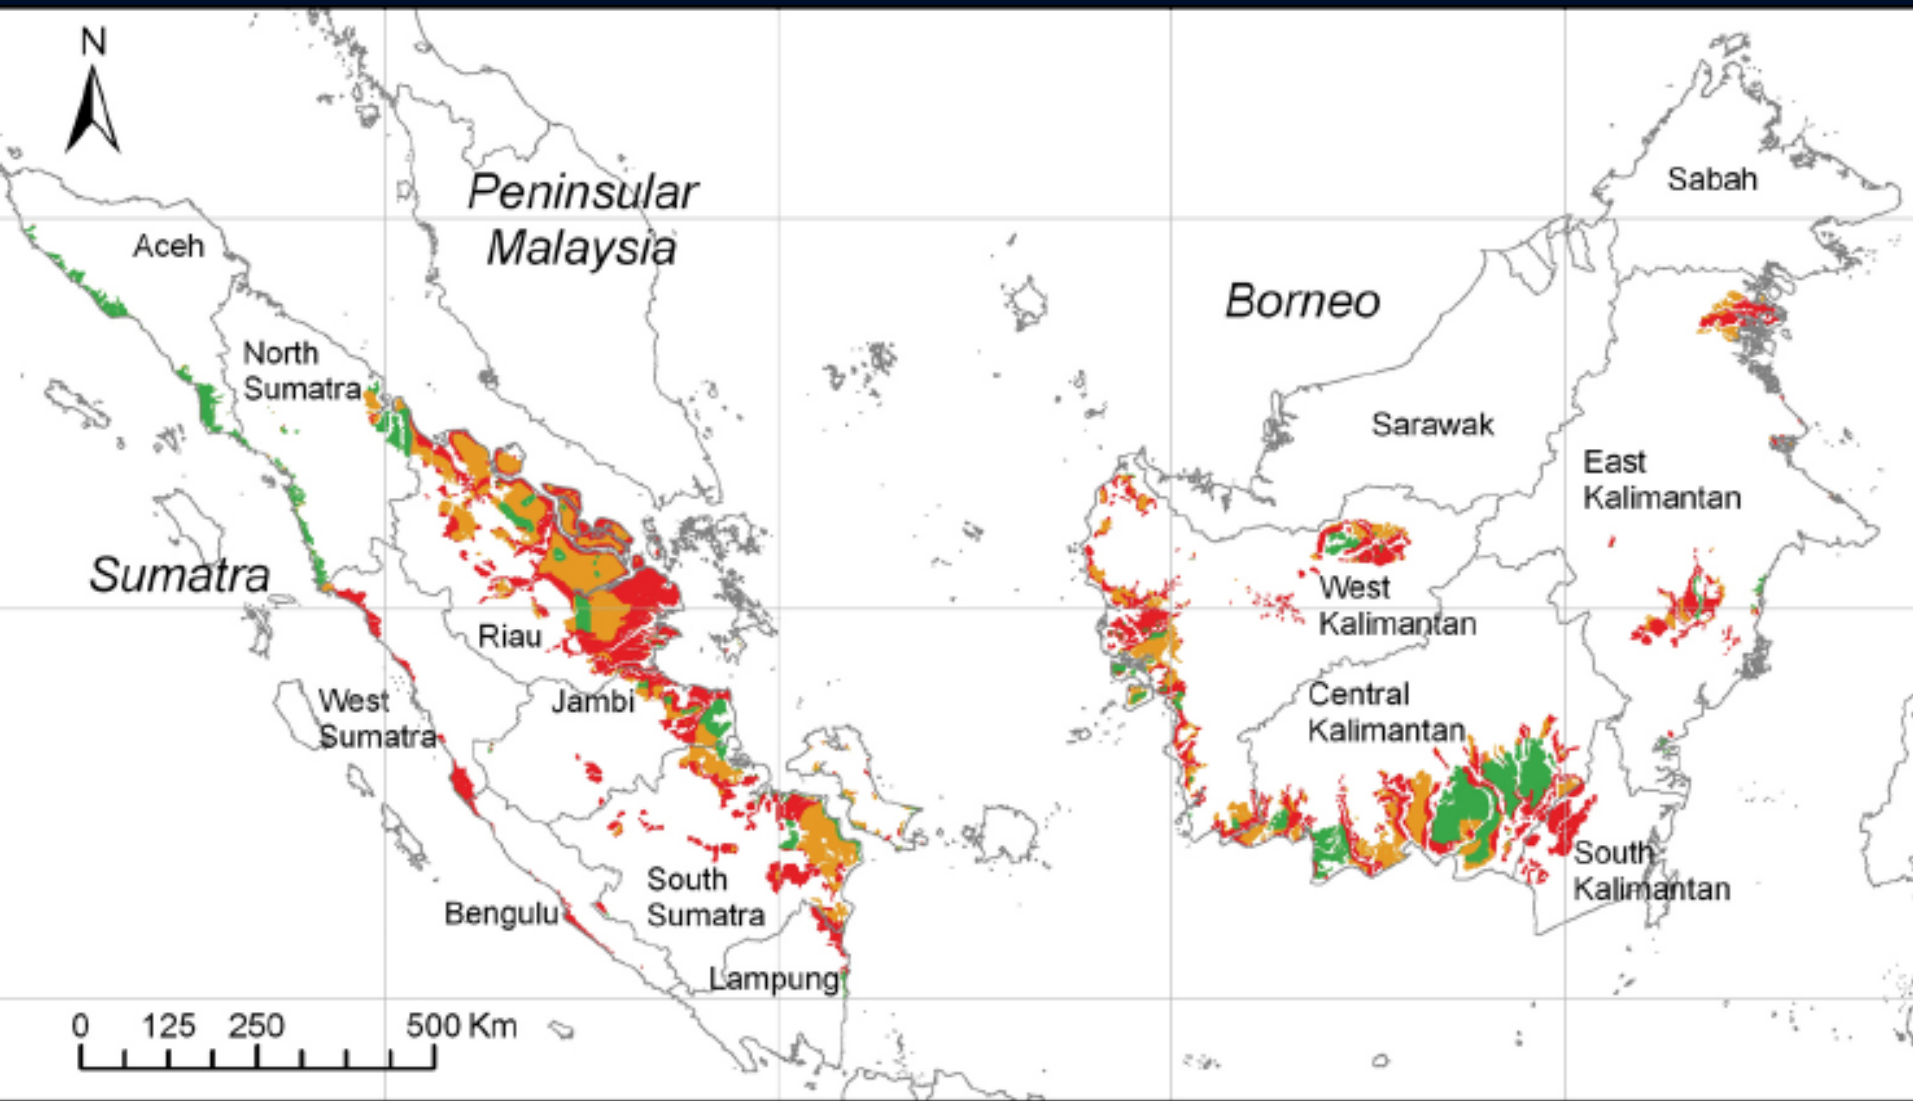 N
Peninsular
Malaysia
Sabah
Aceh
Borneo
North
Sumatra
Sarawak
East
Kalimantan
Sumatra
West
Kalimantan
Riau
Jambi
West
Sumatra
Central
Kalimantan
South
Sumatra
South
Kalimantan
Bengulu
Lampung
0 125 250 500 Km